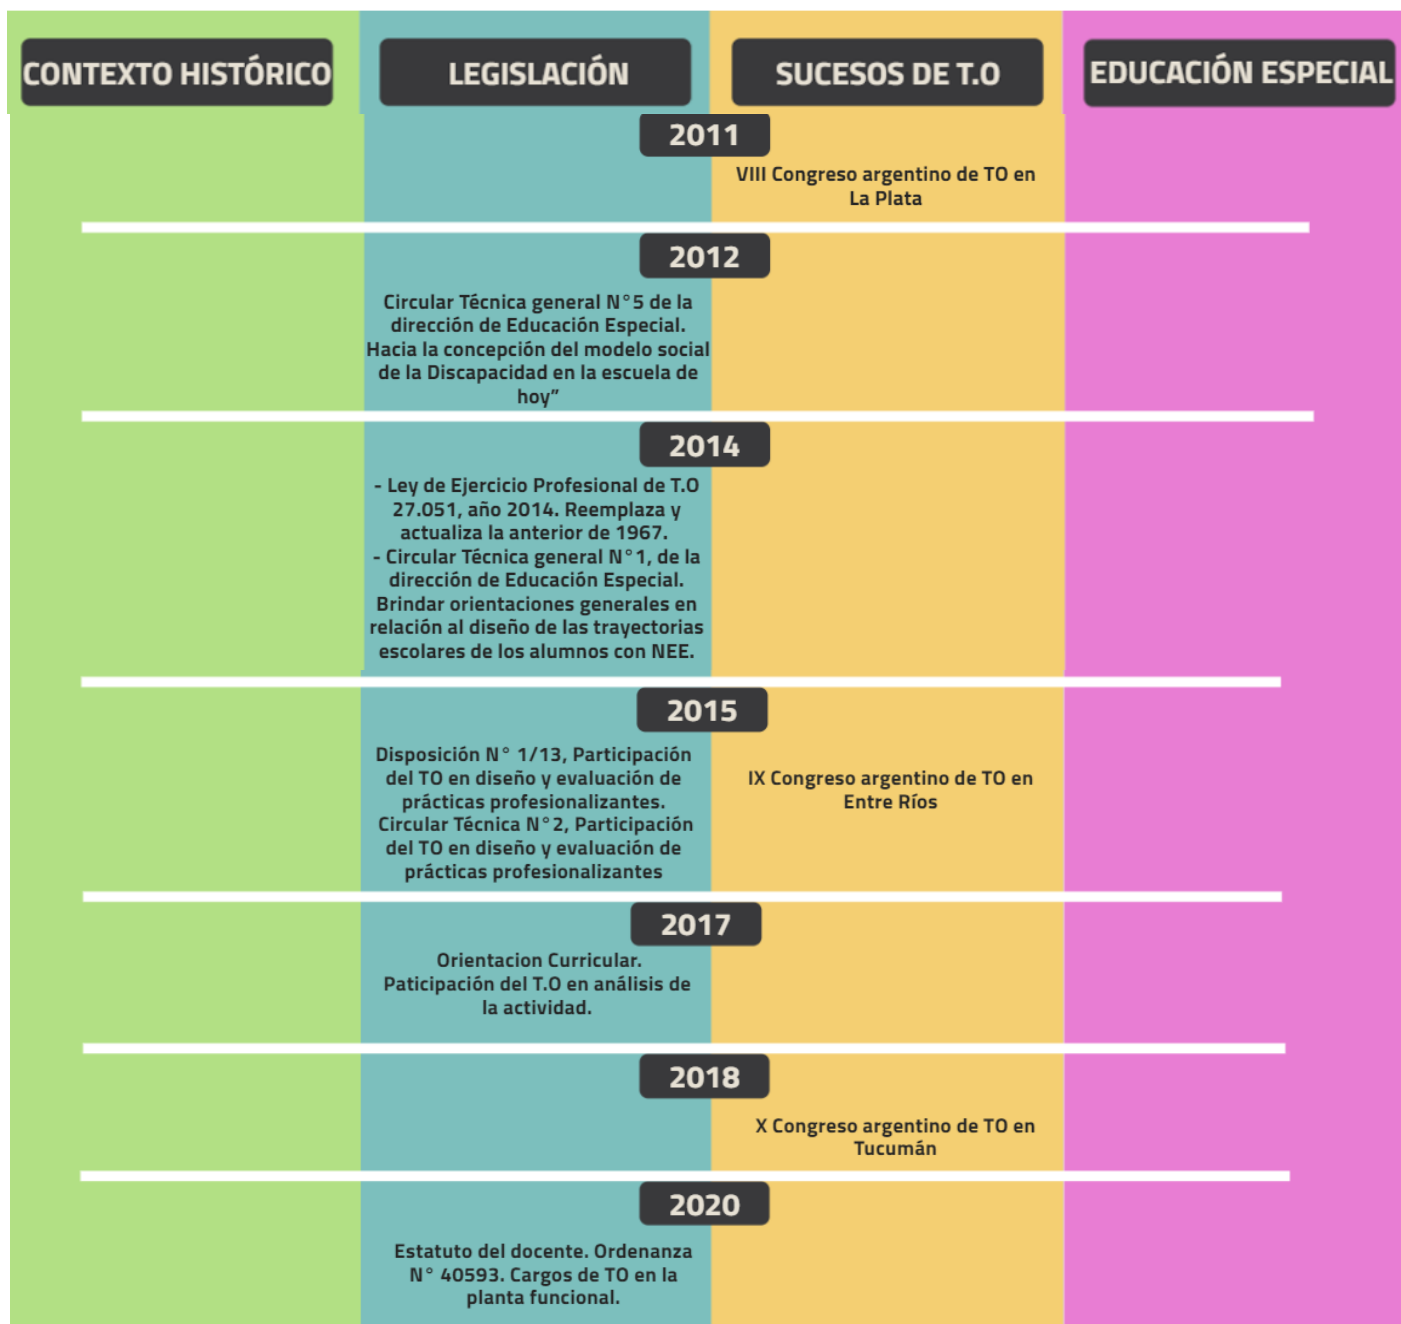 CONTEXTO HISTÓRICO
LEGISLACIÓN
SUCESOS DE T.O
EDUCACIÓN ESPECIAL
2011
VIII Congreso argentino de TO en
La Plata
2012
Circular Técnica general N°5 de la
dirección de Educación Especial.
Hacia la concepción del modelo social
de la Discapacidad en la escuela de
hoy”
2014
- Ley de Ejercicio Profesional de T.O
27.051, año 2014. Reemplaza y
actualiza la anterior de 1967.
- Circular Técnica general N°1, de la
dirección de Educación Especial.
Brindar orientaciones generales en
relación al diseño de las trayectorias
escolares de los alumnos con NEE.
2015
Disposición N° 1/13, Participación
del TO en diseño y evaluación de
prácticas profesionalizantes.
Circular Técnica N°2, Participación
del TO en diseño y evaluación de
prácticas profesionalizantes
IX Congreso argentino de TO en
Entre Ríos
2017
Orientacion Curricular.
Paticipación del T.O en análisis de
la actividad.
2018
X Congreso argentino de TO en
Tucumán
2020
Estatuto del docente. Ordenanza
N° 40593. Cargos de TO en la
planta funcional.